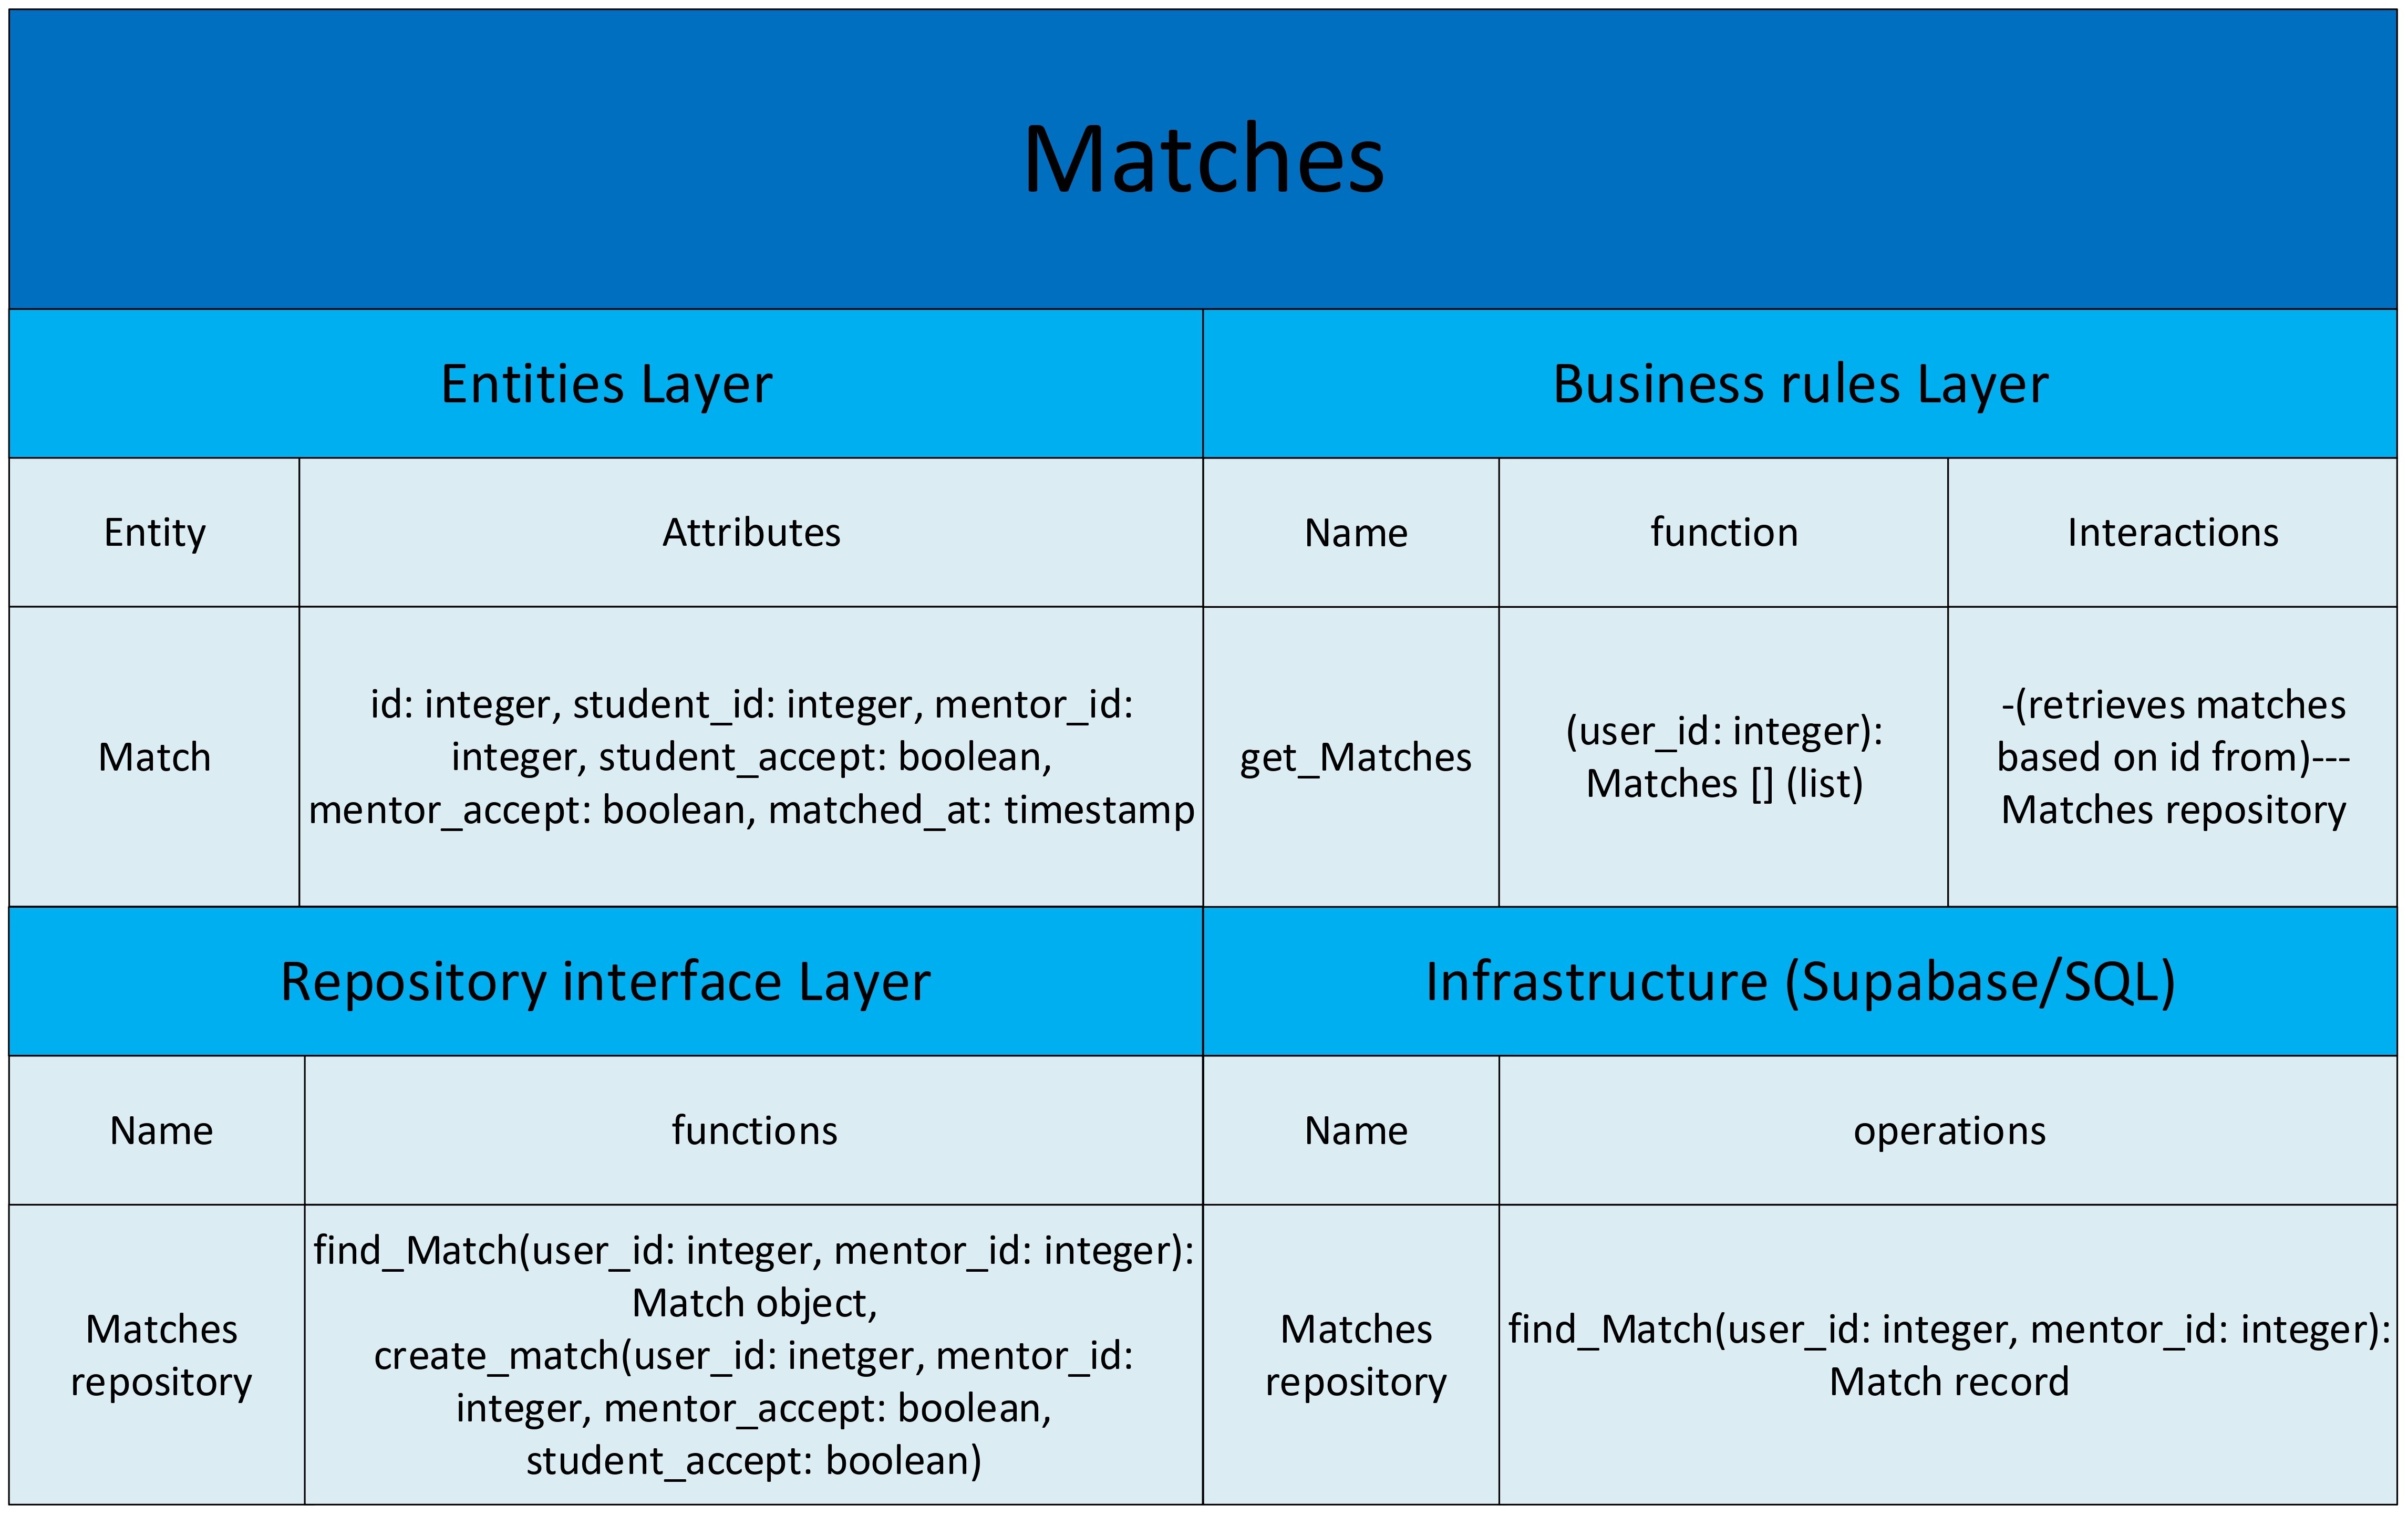 Matches
Entities Layer
Business rules Layer
Entity
Attributes
Name
function
Interactions
Match
id: integer, student_id: integer, mentor_id:
integer, student_accept: boolean,
mentor_accept: boolean, matched_at: timestamp
get_Matches
(user_id: integer):
Matches [] (list)
-(retrieves matches
based on id from)---
Matches repository
Repository interface Layer
Infrastructure (Supabase/SQL)
Name
functions
Name
operations
Matches
repository
find_Match(user_id: integer, mentor_id: integer):
Match object,
create_match(user_id: inetger, mentor_id:
integer, mentor_accept: boolean,
student_accept: boolean)
Matches
repository
find_Match(user_id: integer, mentor_id: integer):
Match record